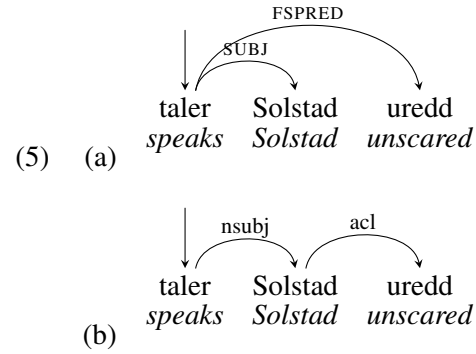 FSPRED
SUBJ
taler Solstad uredd
(5) (a) speaks Solstad unscared
nsubj acl
taler Solstad uredd
(b) speaks Solstad unscared